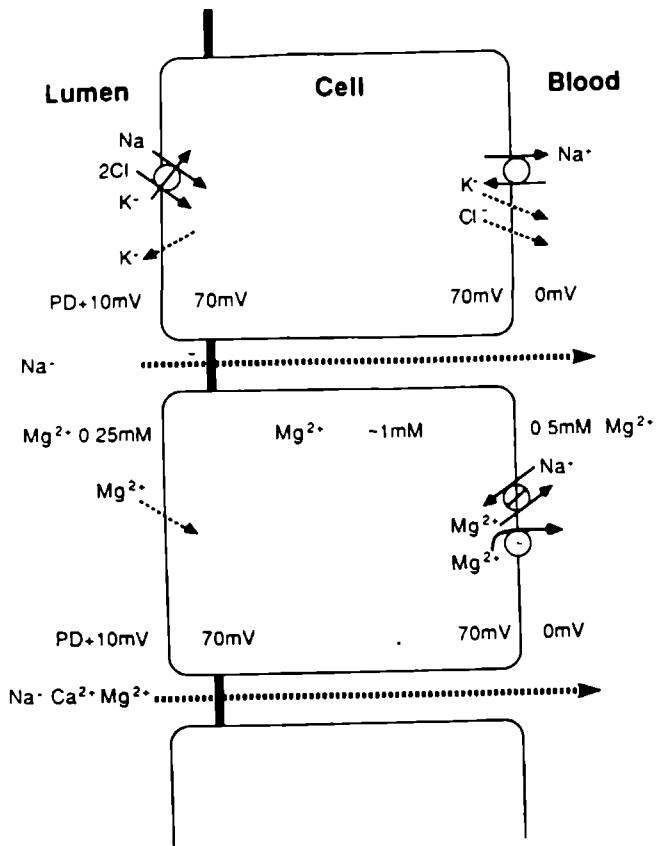 Lumen Cell Blood
Na
2Cl
K-
K-
Na+
K-
Cl-
PD+10mV 70mV 70mV 0mV
Na-
Mg2+ 0 25mM Mg2+ ~1mM 0 5mM Mg2+
Mg2+
Na-
Mg2+
Mg2+
PD+10mV 70mV 70mV 0mV
Na- Ca2+ Mg2+